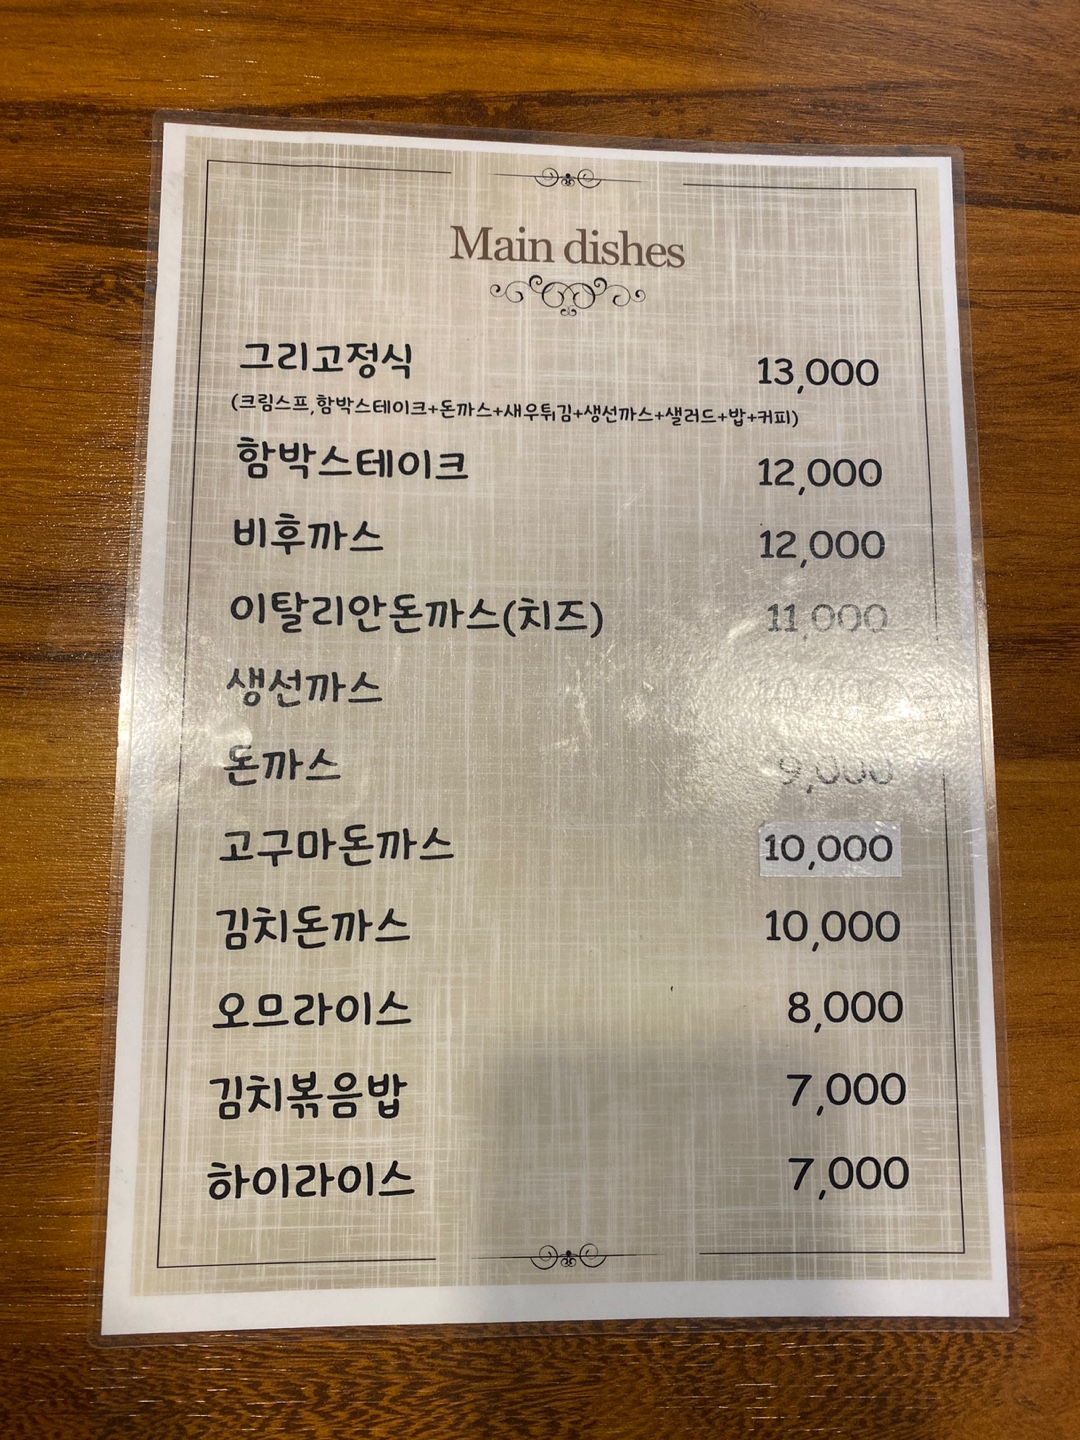 Main dishes
그리고정식 13,000
(크림스프,함박스테이크+돈까스+새우튀김+생선까스+샐러드+밥+커피)
함박스테이크 12,000
비후까스 12,000
이탈리안돈까스(치즈) 11,000
생선까스
돈까스 9,000
고구마돈까스 10,000
김치돈까스 10,000
오므라이스 8,000
김치볶음밥 7,000
하이라이스 7,000